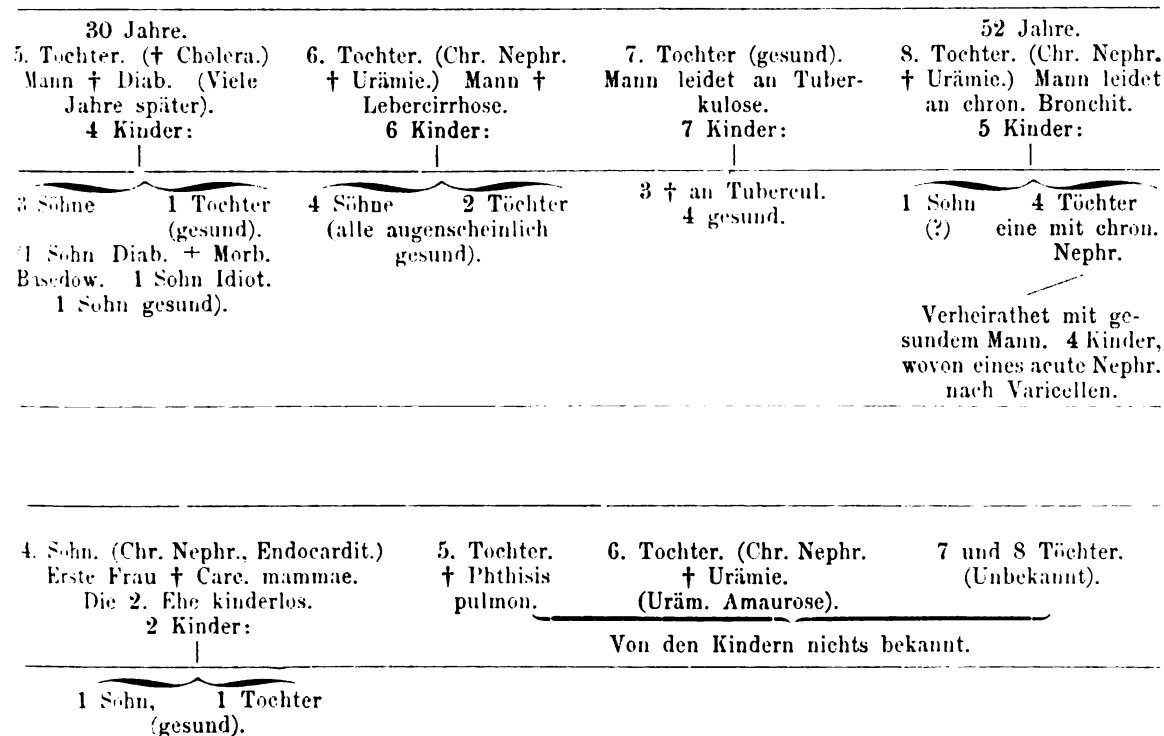 30 Jahre.
5. Tochter. († Cholera.)
Mann † Diab. (Viele
Jahre später).
4 Kinder:
3 Söhne 1 Tochter
(gesund).
(1 Sohn Diab. + Morb.
Basedow. 1 Sohn Idiot.
1 Sohn gesund).
6. Tochter. (Chr. Nephr.
† Urämie.) Mann †
Lebercirrhose.
6 Kinder:
4 Söhne 2 Töchter
(alle augenscheinlich
gesund).
7. Tochter (gesund).
Mann leidet an Tuber-
kulose.
7 Kinder:
3 † an Tubercul.
4 gesund.
52 Jahre.
8. Tochter. (Chr. Nephr.
† Urämie.) Mann leidet
an chron. Bronchit.
5 Kinder:
1 Sohn 4 Töchter
(?) eine mit chron.
Nephr.
Verheirathet mit ge-
sundem Mann. 4 Kinder,
wovon eines acute Nephr.
nach Varicellen.
4. Sohn. (Chr. Nephr., Endocardit.)
Erste Frau † Carc. mammae.
Die 2. Ehe kinderlos.
2 Kinder:
1 Sohn, 1 Tochter
(gesund).
5. Tochter.
† Phthisis
pulmon.
6. Tochter. (Chr. Nephr.
† Urämie.
(Uräm. Amaurose).
7 und 8 Töchter.
(Unbekannt).
Von den Kindern nichts bekannt.